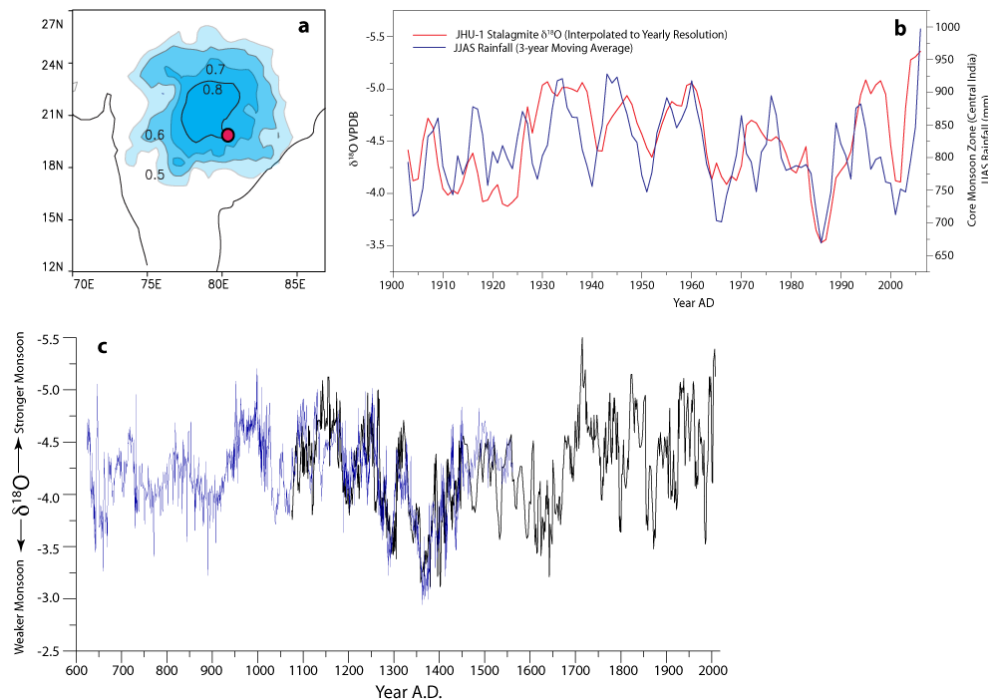 a
27N
24N
21N
18N
15N
12N
0.7
0.8
0.6
0.5
70E
75E
80E
85E
b
JHU-1 Stalagmite δ¹⁸O (Interpolated to Yearly Resolution)
JJAS Rainfall (3-year Moving Average)
δ¹⁸O VPDB
-5.5
-5.0
-4.5
-4.0
-3.5
1000
950
900
850
800
750
700
650
Core Monsoon Zone (Central India)
JJAS Rainfall (mm)
1900
1910
1920
1930
1940
1950
1960
1970
1980
1990
2000
Year AD
c
Weaker Monsoon ← δ¹⁸O → Stronger Monsoon
-5.5
-5.0
-4.5
-4.0
-3.5
-3.0
-2.5
600
700
800
900
1000
1100
1200
1300
1400
1500
1600
1700
1800
1900
2000
Year A.D.